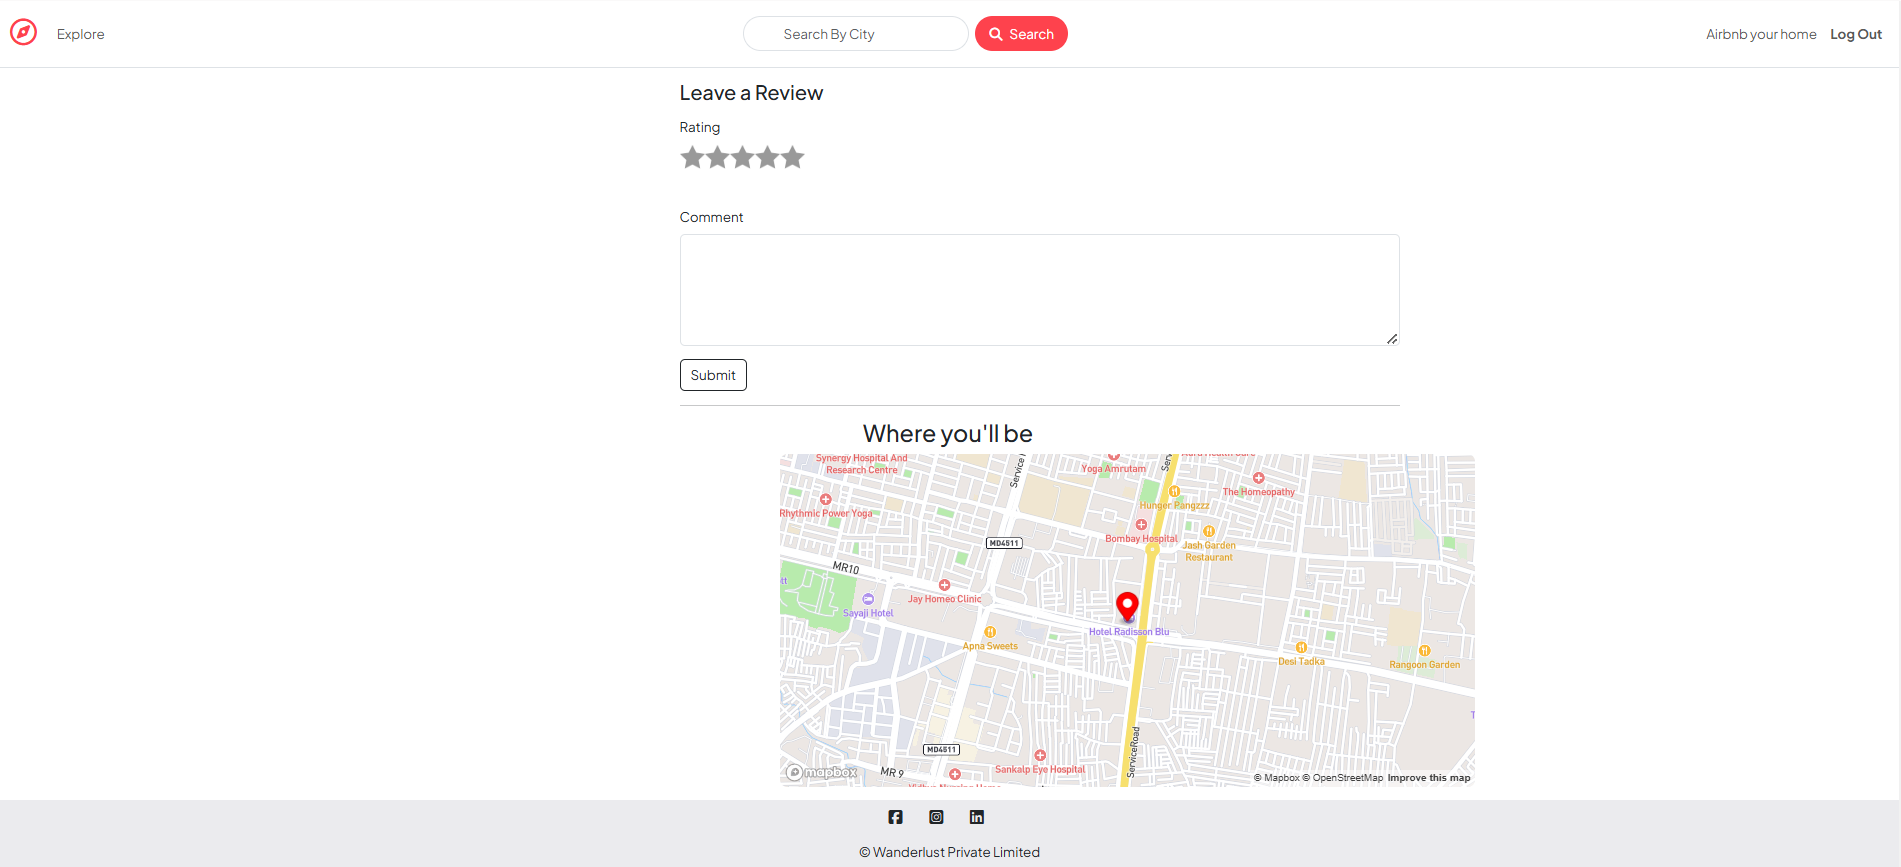 Explore
Search By City
Search
Airbnb your home
Log Out
Leave a Review
Rating
Comment
Submit
Where you'll be
Synergy Hospital And
Research Centre
Service
Yoga Amrutam
The Homeopathy
Rhythmic Power Yoga
Hunger Pangzzz
Bombay Hospital
Jash Garden
Restaurant
MD4511
MR10
Jay Homeo Clinic
Sayaji Hotel
Hotel Radisson Blu
Apna Sweets
Desi Tadka
Rangoon Garden
ServiceRoad
MD4511
MR 9
Sankalp Eye Hospital
mapbox
© Mapbox © OpenStreetMap Improve this map
© Wanderlust Private Limited